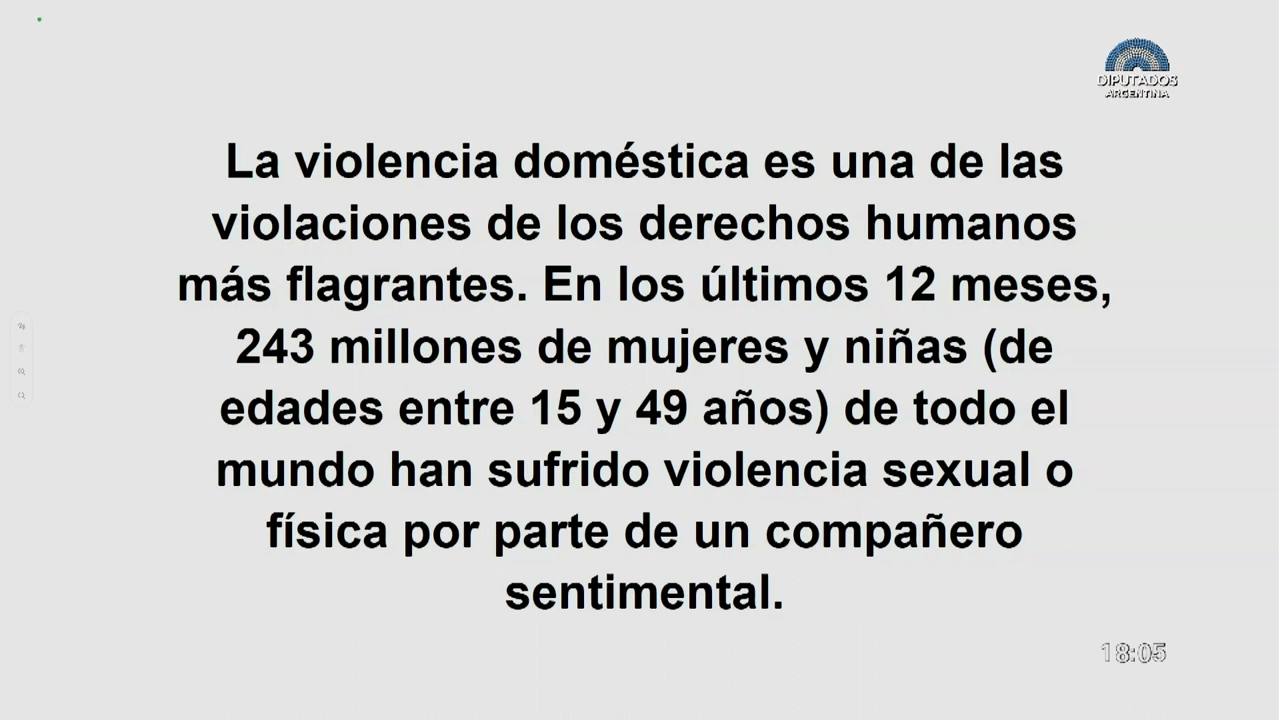 DIPUTADOS
ARGENTINA
La violencia doméstica es una de las
violaciones de los derechos humanos
más flagrantes. En los últimos 12 meses,
243 millones de mujeres y niñas (de
edades entre 15 y 49 años) de todo el
mundo han sufrido violencia sexual o
física por parte de un compañero
sentimental.
18:05